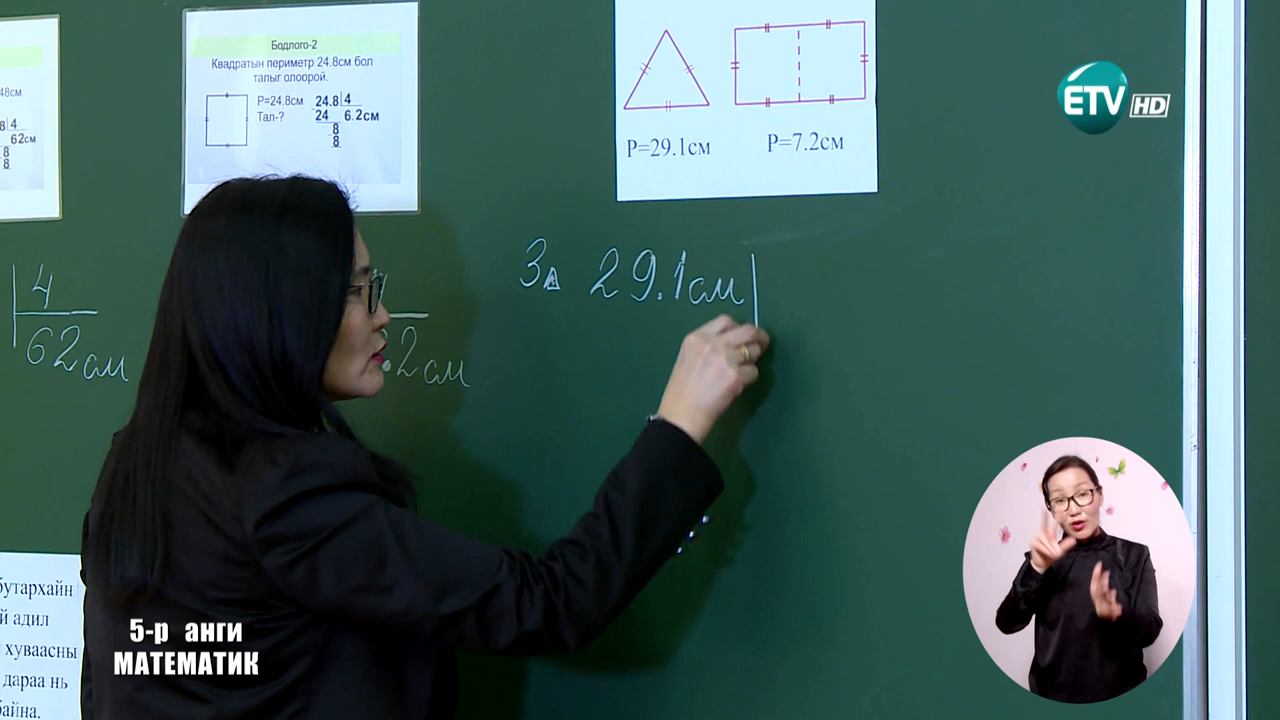 48см
8|4
62см
8
8
Бодлого-2
Квадратын периметр 24.8см бол
талыг олоорой.
P=24.8см
Тал-?
24.8|4
24 6.2см
8
8
P=29.1см
P=7.2см
ETV HD
4
62см
.2см
3 29.1см
бутархайн
й адил
хуваасны
дараа нь
байна.
5-р анги
МАТЕМАТИК